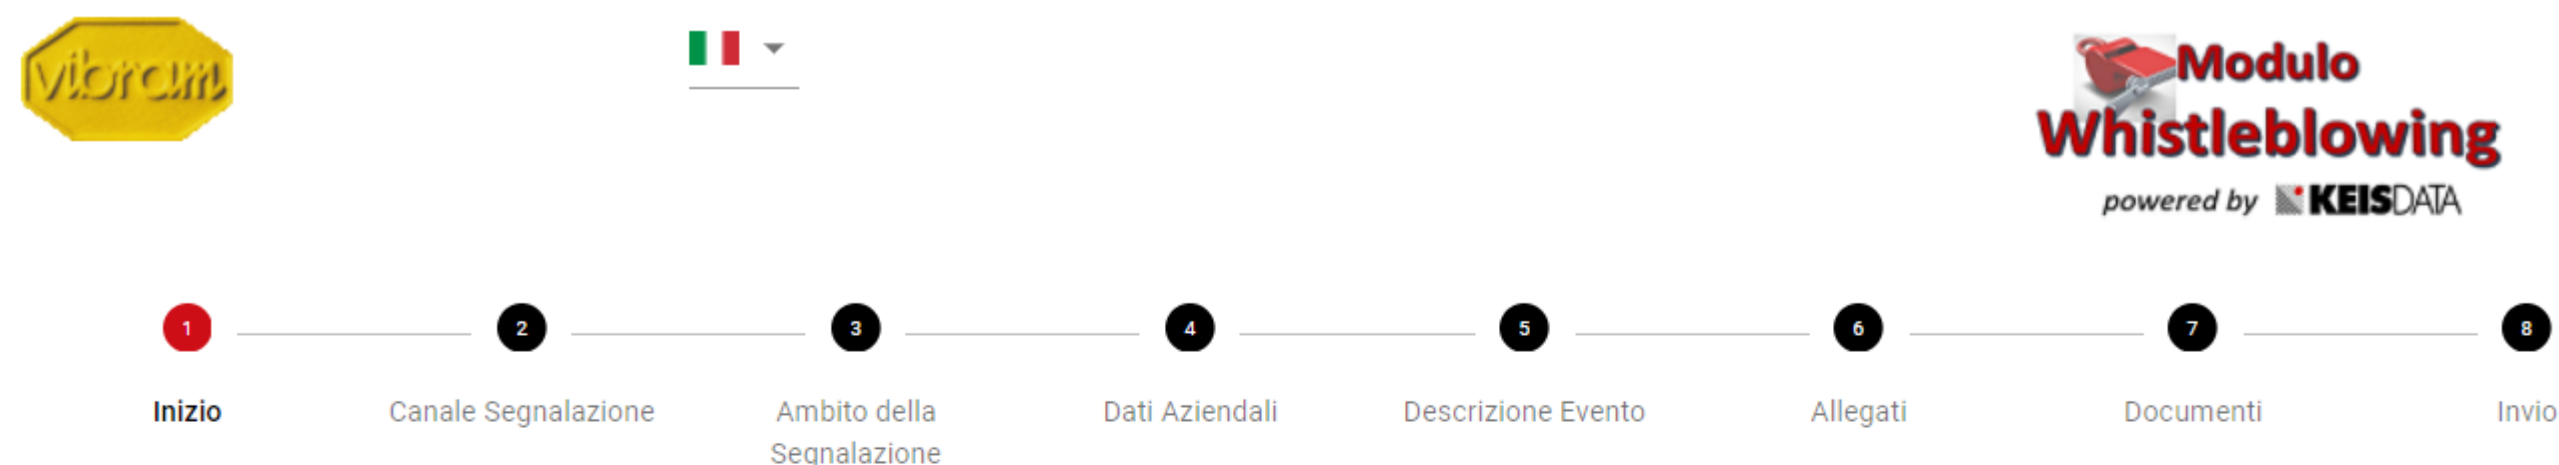 vibram
Modulo
Whistleblowing
powered by KEISDATA
1 2 3 4 5 6 7 8
Inizio Canale Segnalazione Ambito della Dati Aziendali Descrizione Evento Allegati Documenti Invio
Segnalazione